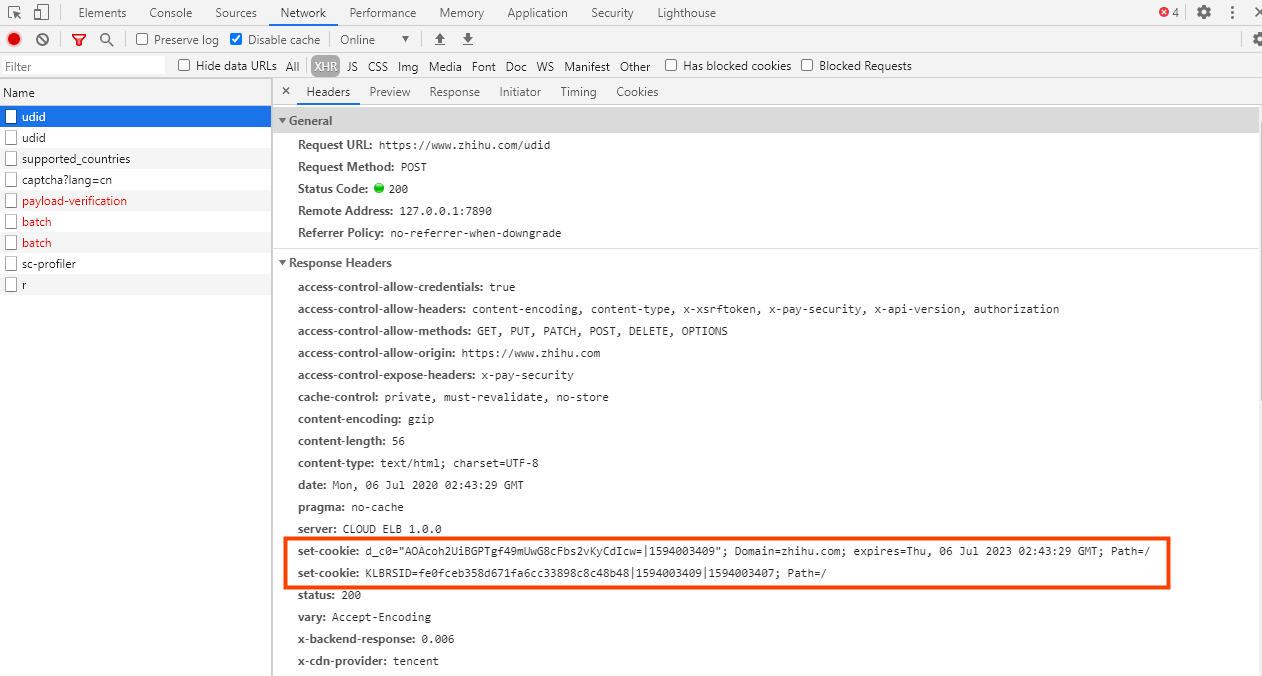 Elements Console Sources Network Performance Memory Application Security Lighthouse 4
Preserve log Disable cache Online
Filter Hide data URLs All XHR JS CSS Img Media Font Doc WS Manifest Other Has blocked cookies Blocked Requests
Name
udid
udid
supported_countries
captcha?lang=cn
payload-verification
batch
batch
sc-profiler
r
Headers Preview Response Initiator Timing Cookies
General
Request URL: https://www.zhihu.com/udid
Request Method: POST
Status Code: 200
Remote Address: 127.0.0.1:7890
Referrer Policy: no-referrer-when-downgrade
Response Headers
access-control-allow-credentials: true
access-control-allow-headers: content-encoding, content-type, x-xsrftoken, x-pay-security, x-api-version, authorization
access-control-allow-methods: GET, PUT, PATCH, POST, DELETE, OPTIONS
access-control-allow-origin: https://www.zhihu.com
access-control-expose-headers: x-pay-security
cache-control: private, must-revalidate, no-store
content-encoding: gzip
content-length: 56
content-type: text/html; charset=UTF-8
date: Mon, 06 Jul 2020 02:43:29 GMT
pragma: no-cache
server: CLOUD ELB 1.0.0
set-cookie: d_c0="AOAcoh2UiBGPTgf49mUwG8cFbs2vKyCdIcw=|1594003409"; Domain=zhihu.com; expires=Thu, 06 Jul 2023 02:43:29 GMT; Path=/
set-cookie: KLBRSID=fe0fceb358d671fa6cc33898c8c48b48|1594003409|1594003407; Path=/
status: 200
vary: Accept-Encoding
x-backend-response: 0.006
x-cdn-provider: tencent